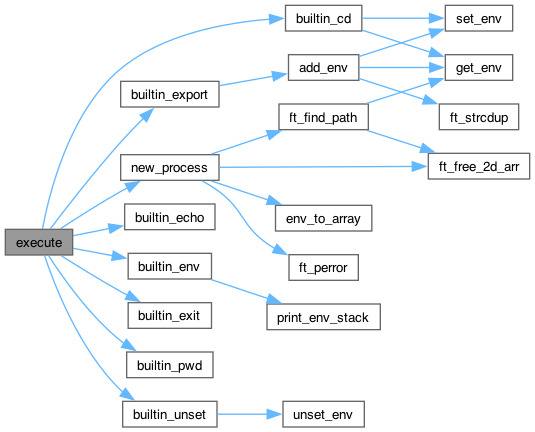 builtin_cd
set_env
add_env
get_env
builtin_export
ft_find_path
ft_strcdup
new_process
ft_free_2d_arr
builtin_echo
env_to_array
execute
builtin_env
ft_perror
builtin_exit
print_env_stack
builtin_pwd
builtin_unset
unset_env